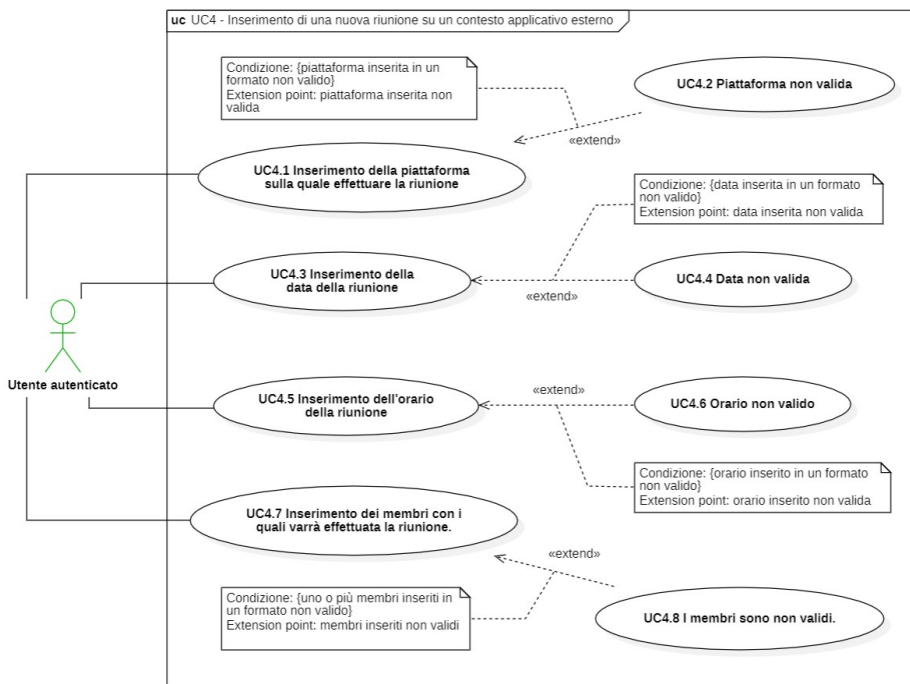 uc UC4 - Inserimento di una nuova riunione su un contesto applicativo esterno
Condizione: {piattaforma inserita in un
formato non valido}
Extension point: piattaforma inserita non
valida
UC4.2 Piattaforma non valida
«extend»
UC4.1 Inserimento della piattaforma
sulla quale effettuare la riunione
Condizione: {data inserita in un formato
non valido}
Extension point: data inserita non valida
UC4.3 Inserimento della
data della riunione
«extend»
UC4.4 Data non valida
Utente autenticato
UC4.5 Inserimento dell'orario
della riunione
«extend»
UC4.6 Orario non valido
Condizione: {orario inserito in un formato
non valido}
Extension point: orario inserito non valida
UC4.7 Inserimento dei membri con i
quali varrà effettuata la riunione.
«extend»
Condizione: {uno o più membri inseriti in
un formato non valido}
Extension point: membri inseriti non validi
UC4.8 I membri sono non validi.